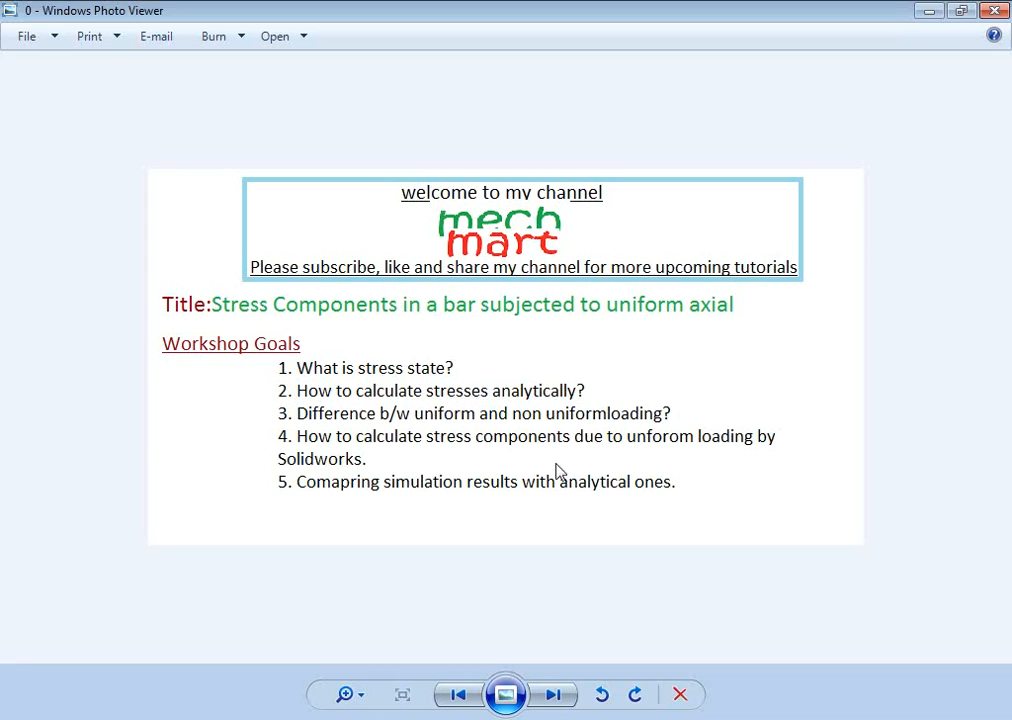 0 - Windows Photo Viewer
File Print E-mail Burn Open
welcome to my channel
mech
mart
Please subscribe, like and share my channel for more upcoming tutorials
Title:Stress Components in a bar subjected to uniform axial
Workshop Goals
1. What is stress state?
2. How to calculate stresses analytically?
3. Difference b/w uniform and non uniformloading?
4. How to calculate stress components due to unforom loading by
Solidworks.
5. Comapring simulation results with analytical ones.